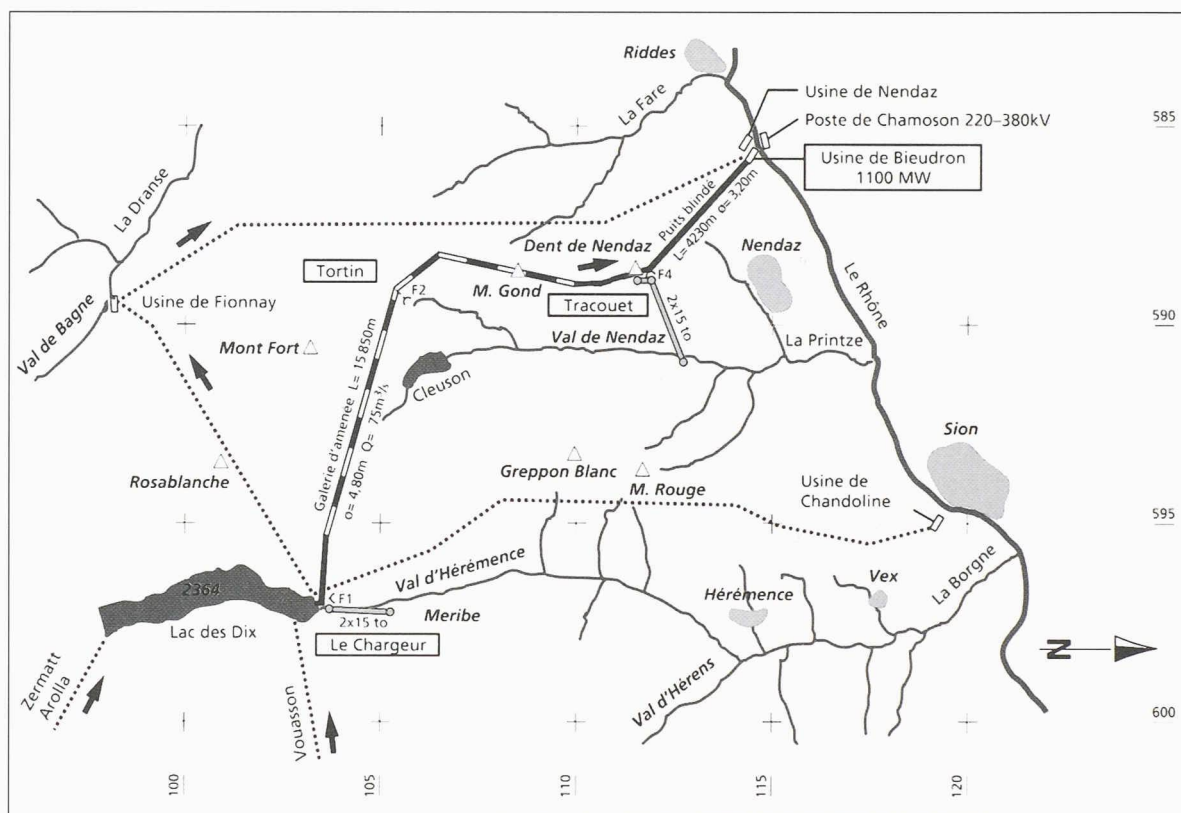 Riddes
La Fare
Usine de Nendaz
Poste de Chamoson 220–380kV
585
Usine de Bieudron
1100 MW
La Dranse
Puits blindé
L= 4230m ø= 3,20m
Dent de Nendaz
Nendaz
Tortin
F2
M. Gond
F4
Tracouet
Le Rhône
Usine de Fionnay
Val de Bagne
2x15 to
590
Val de Nendaz
La Printze
Mont Fort
Cleuson
Galerie d'amenee L= 15 850m
ø= 4,80m Q= 75m³/s
Sion
Greppon Blanc
M. Rouge
Rosablanche
Usine de
Chandoline
595
Val d'Hérémence
2364
F1
Meribe
2x15 to
Lac des Dix
Le Chargeur
Hérémence
Vex
La Borgne
N
Zermatt
Arolla
Vouasson
Val d'Hérens
600
100
105
110
115
120